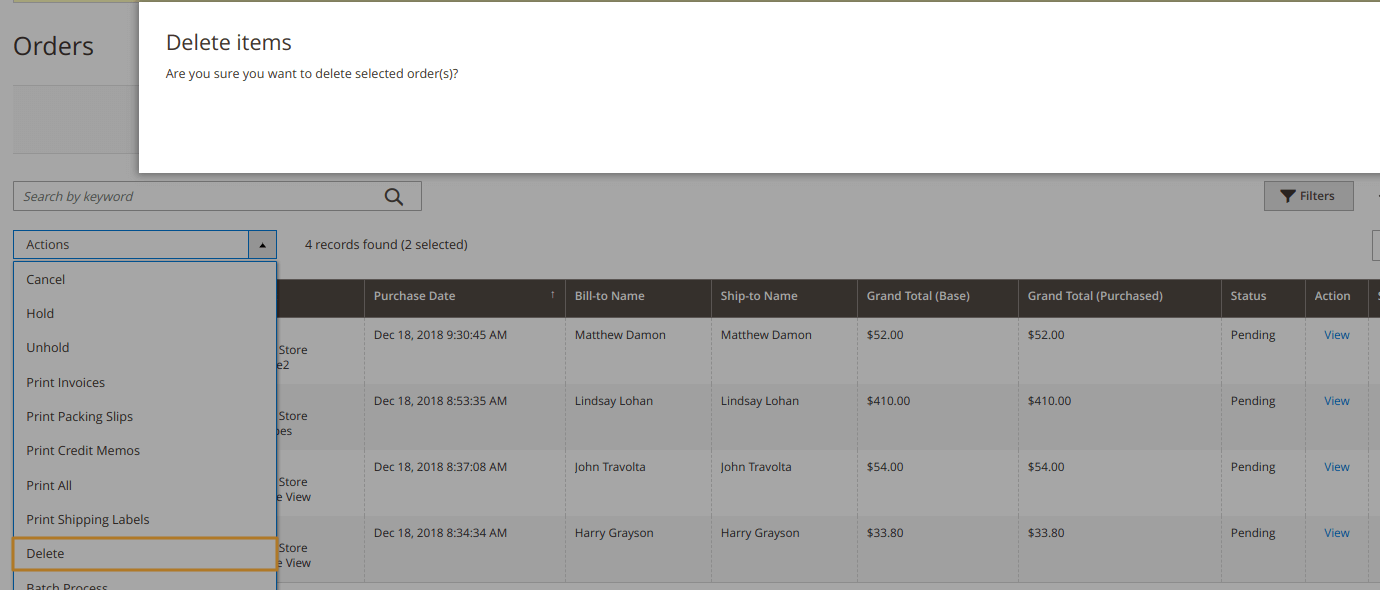 Delete items
Orders
Are you sure you want to delete selected order(s)?
Search by keyword
Filters
Actions
4 records found (2 selected)
Cancel
Hold
Unhold
Print Invoices
Print Packing Slips
Print Credit Memos
Print All
Print Shipping Labels
Delete
Batch Process
Purchase Date ↑ Bill-to Name Ship-to Name Grand Total (Base) Grand Total (Purchased) Status Action
Store Dec 18, 2018 9:30:45 AM Matthew Damon Matthew Damon $52.00 $52.00 Pending View
e2
Store Dec 18, 2018 8:53:35 AM Lindsay Lohan Lindsay Lohan $410.00 $410.00 Pending View
bes
Store Dec 18, 2018 8:37:08 AM John Travolta John Travolta $54.00 $54.00 Pending View
e View
Store Dec 18, 2018 8:34:34 AM Harry Grayson Harry Grayson $33.80 $33.80 Pending View
e View